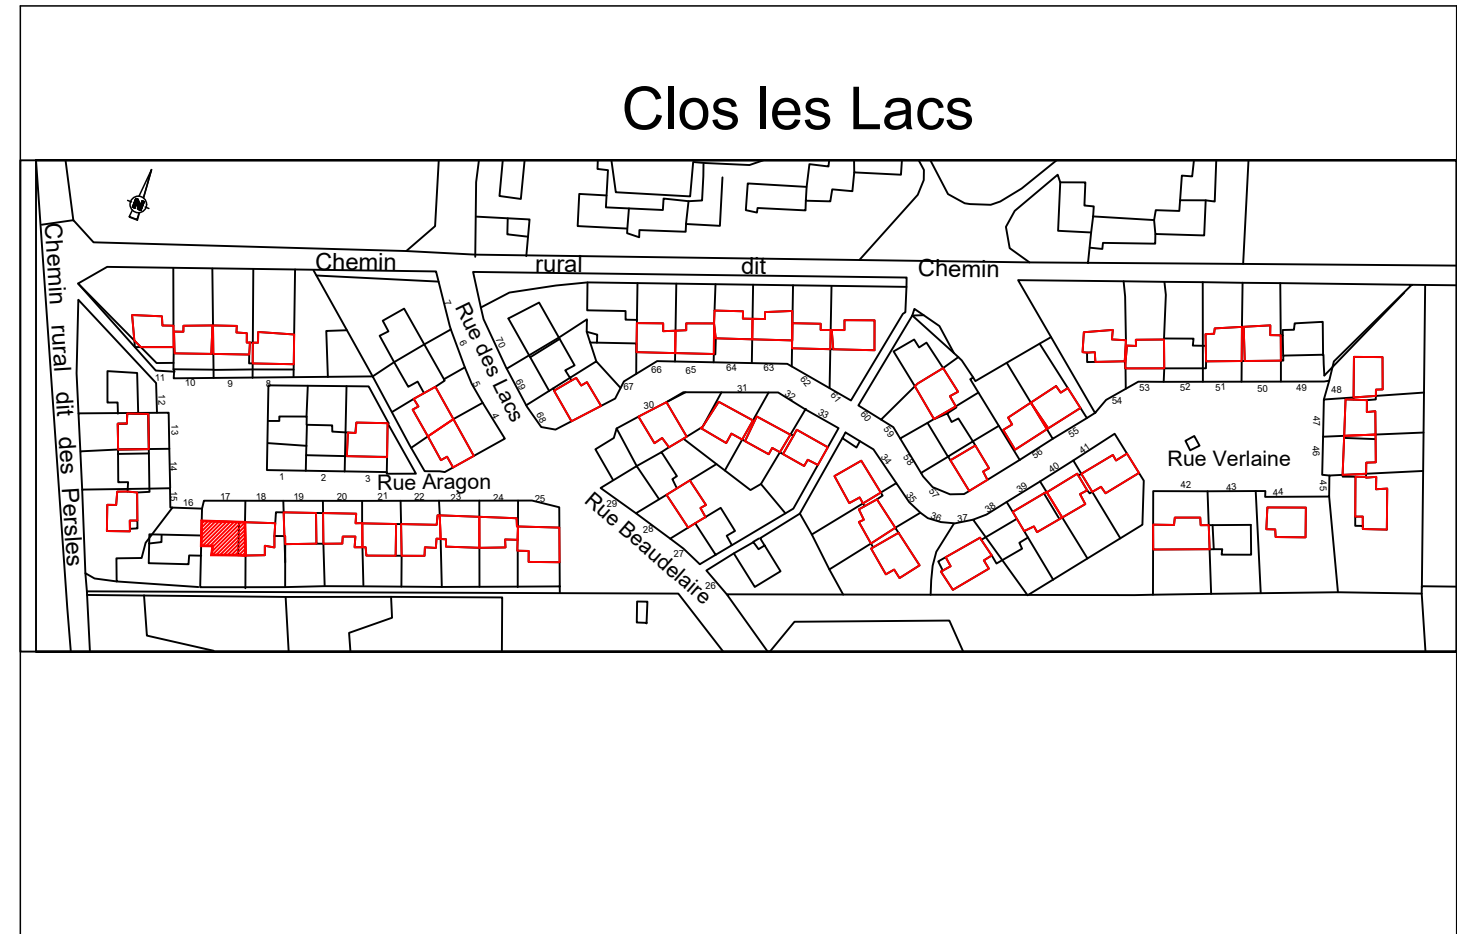 Clos les Lacs
N
Chemin rural dit Chemin
Chemin rural dit des Persles
Rue des Lacs
Rue Aragon
Rue Beaudelaire
Rue Verlaine
11 10 9 8
12
13
14
15
1 2 3
7
6
5
4
16 17 18 19 20 21 22 23 24 25
70
69
68
67 66 65 64 63 62 61 60 59 58 57
30 31 32 33
29
28
27
26
34
35
36 37 38 39 40 41
56 55 54 53 52 51 50 49 48
47
46
45
42 43 44